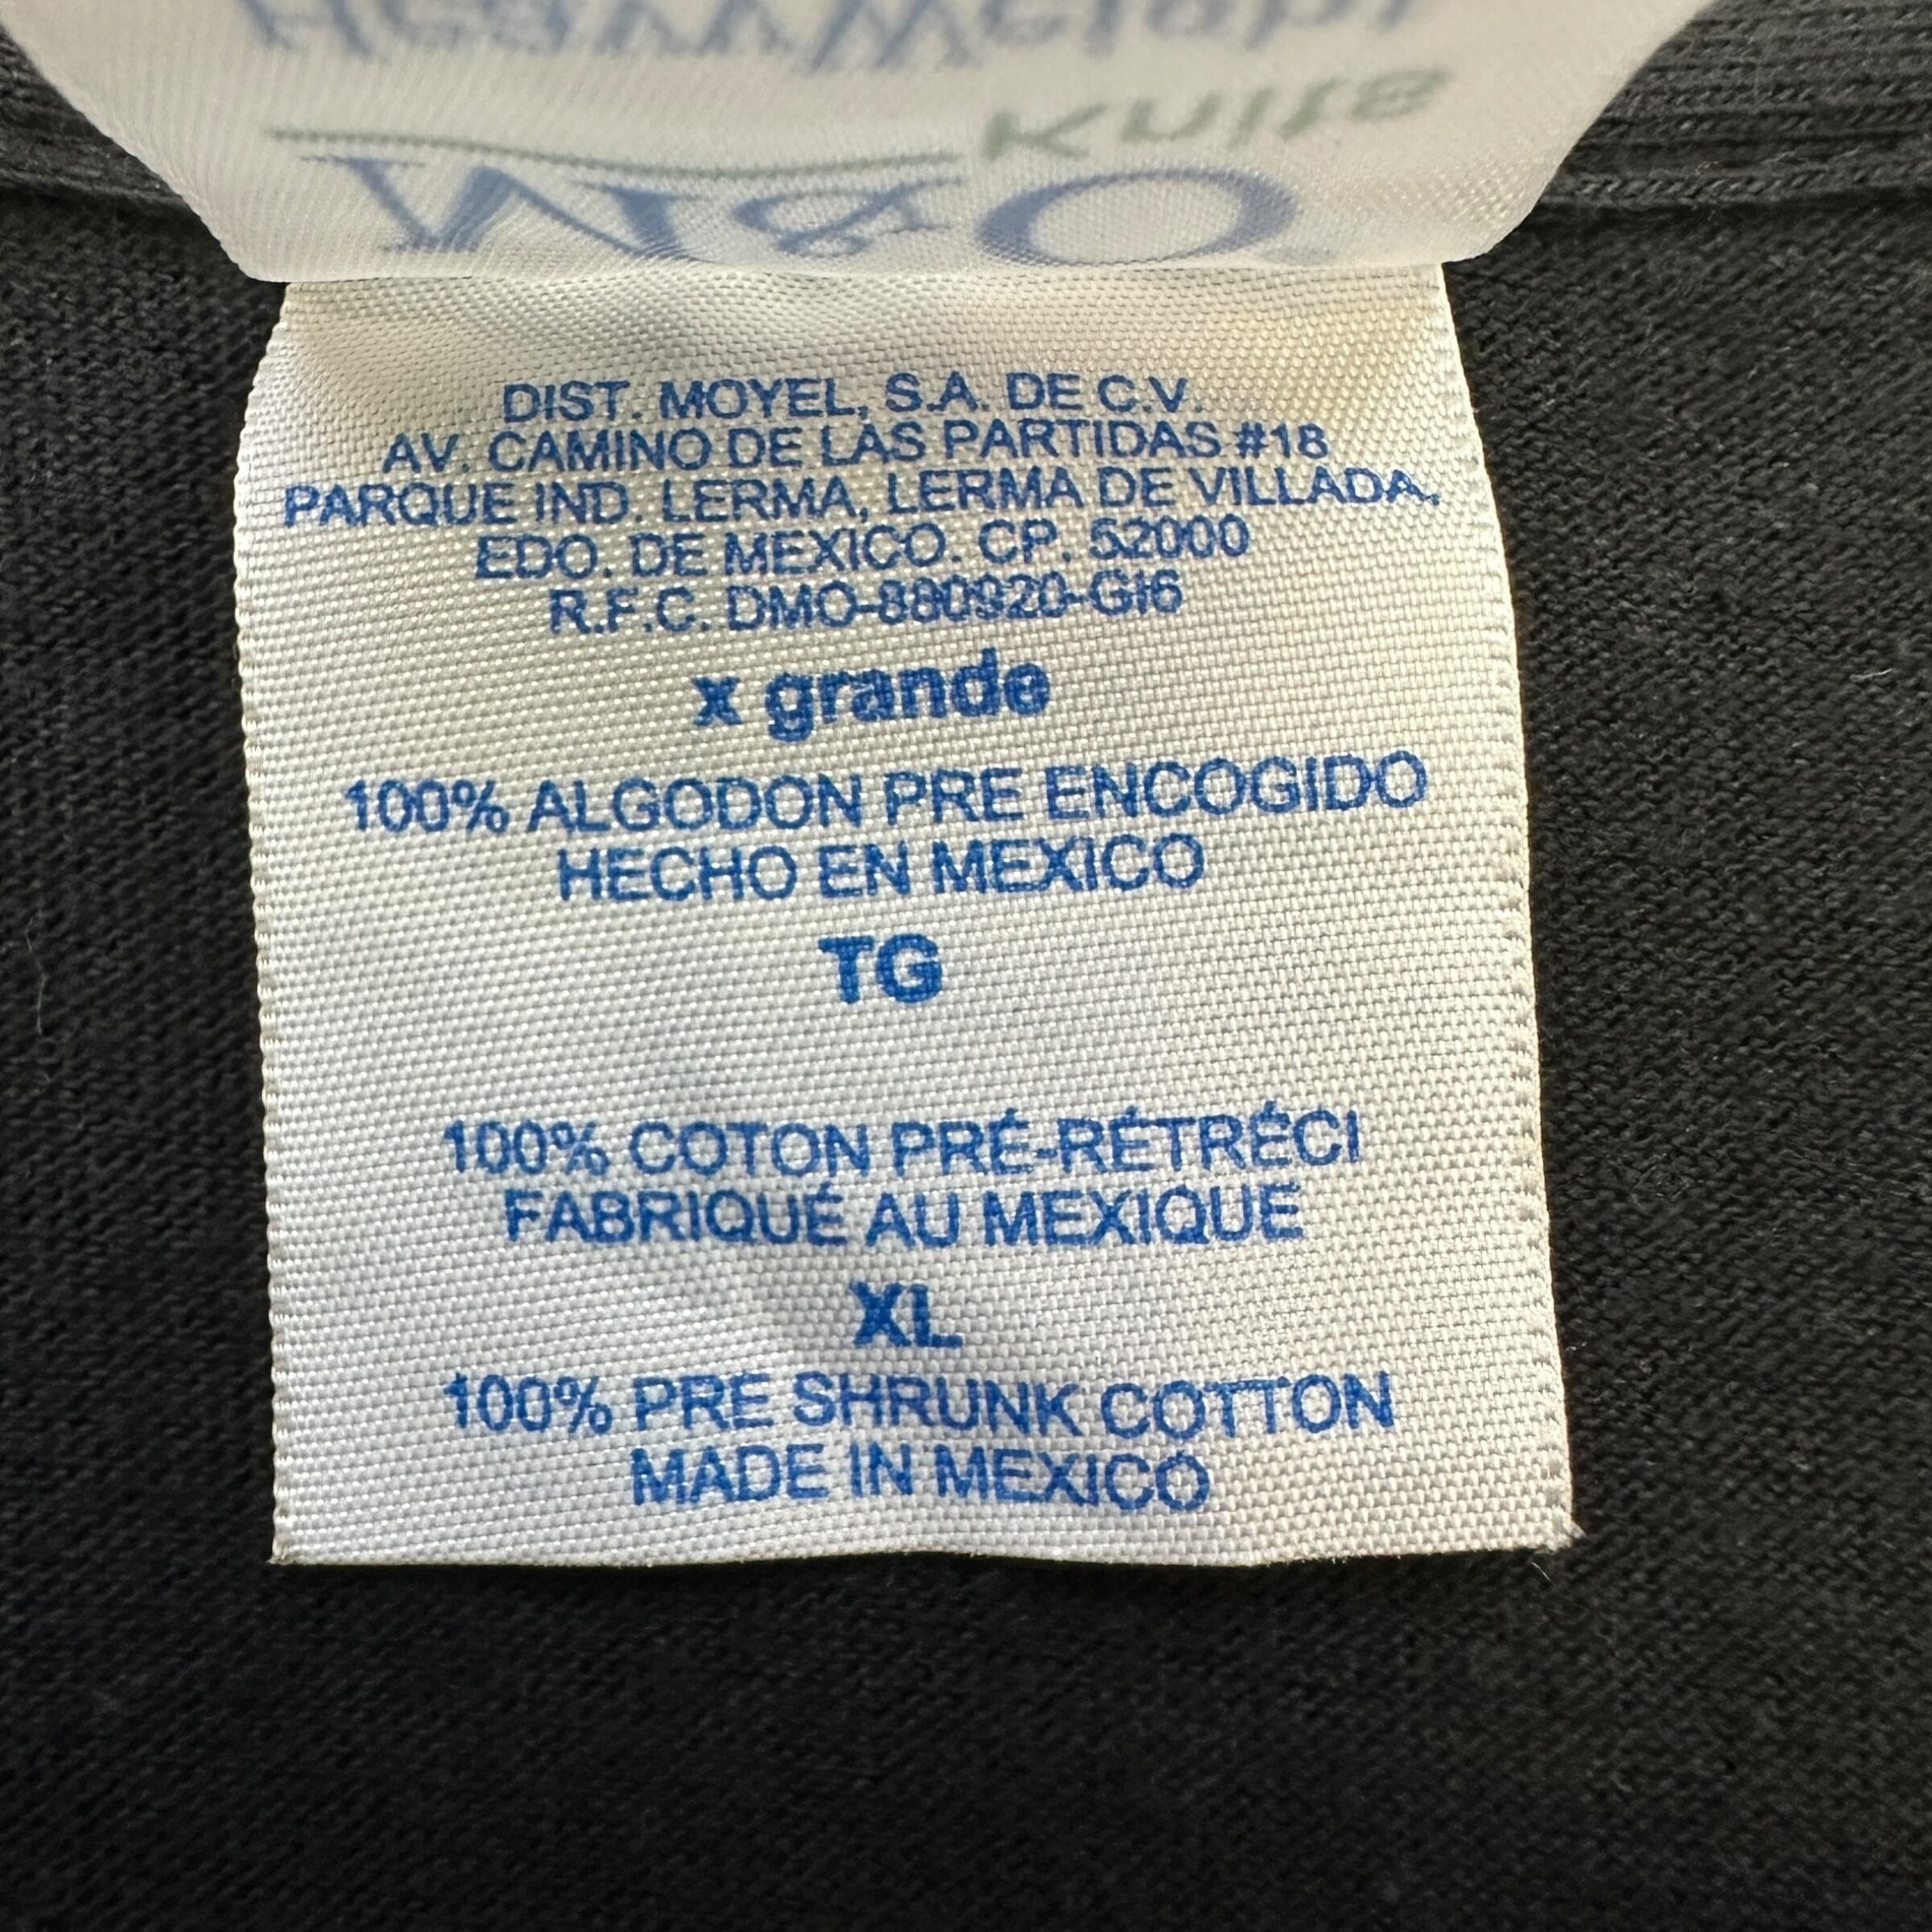 HeavyWeight
Knits
M&O
DIST. MOYEL, S.A. DE C.V.
AV. CAMINO DE LAS PARTIDAS #18
PARQUE IND. LERMA, LERMA DE VILLADA,
EDO. DE MEXICO. CP. 52000
R.F.C. DMO-880920-GI6
x grande
100% ALGODON PRE ENCOGIDO
HECHO EN MEXICO
TG
100% COTON PRÉ-RÉTRÉCI
FABRIQUÉ AU MEXIQUE
XL
100% PRE SHRUNK COTTON
MADE IN MEXICO